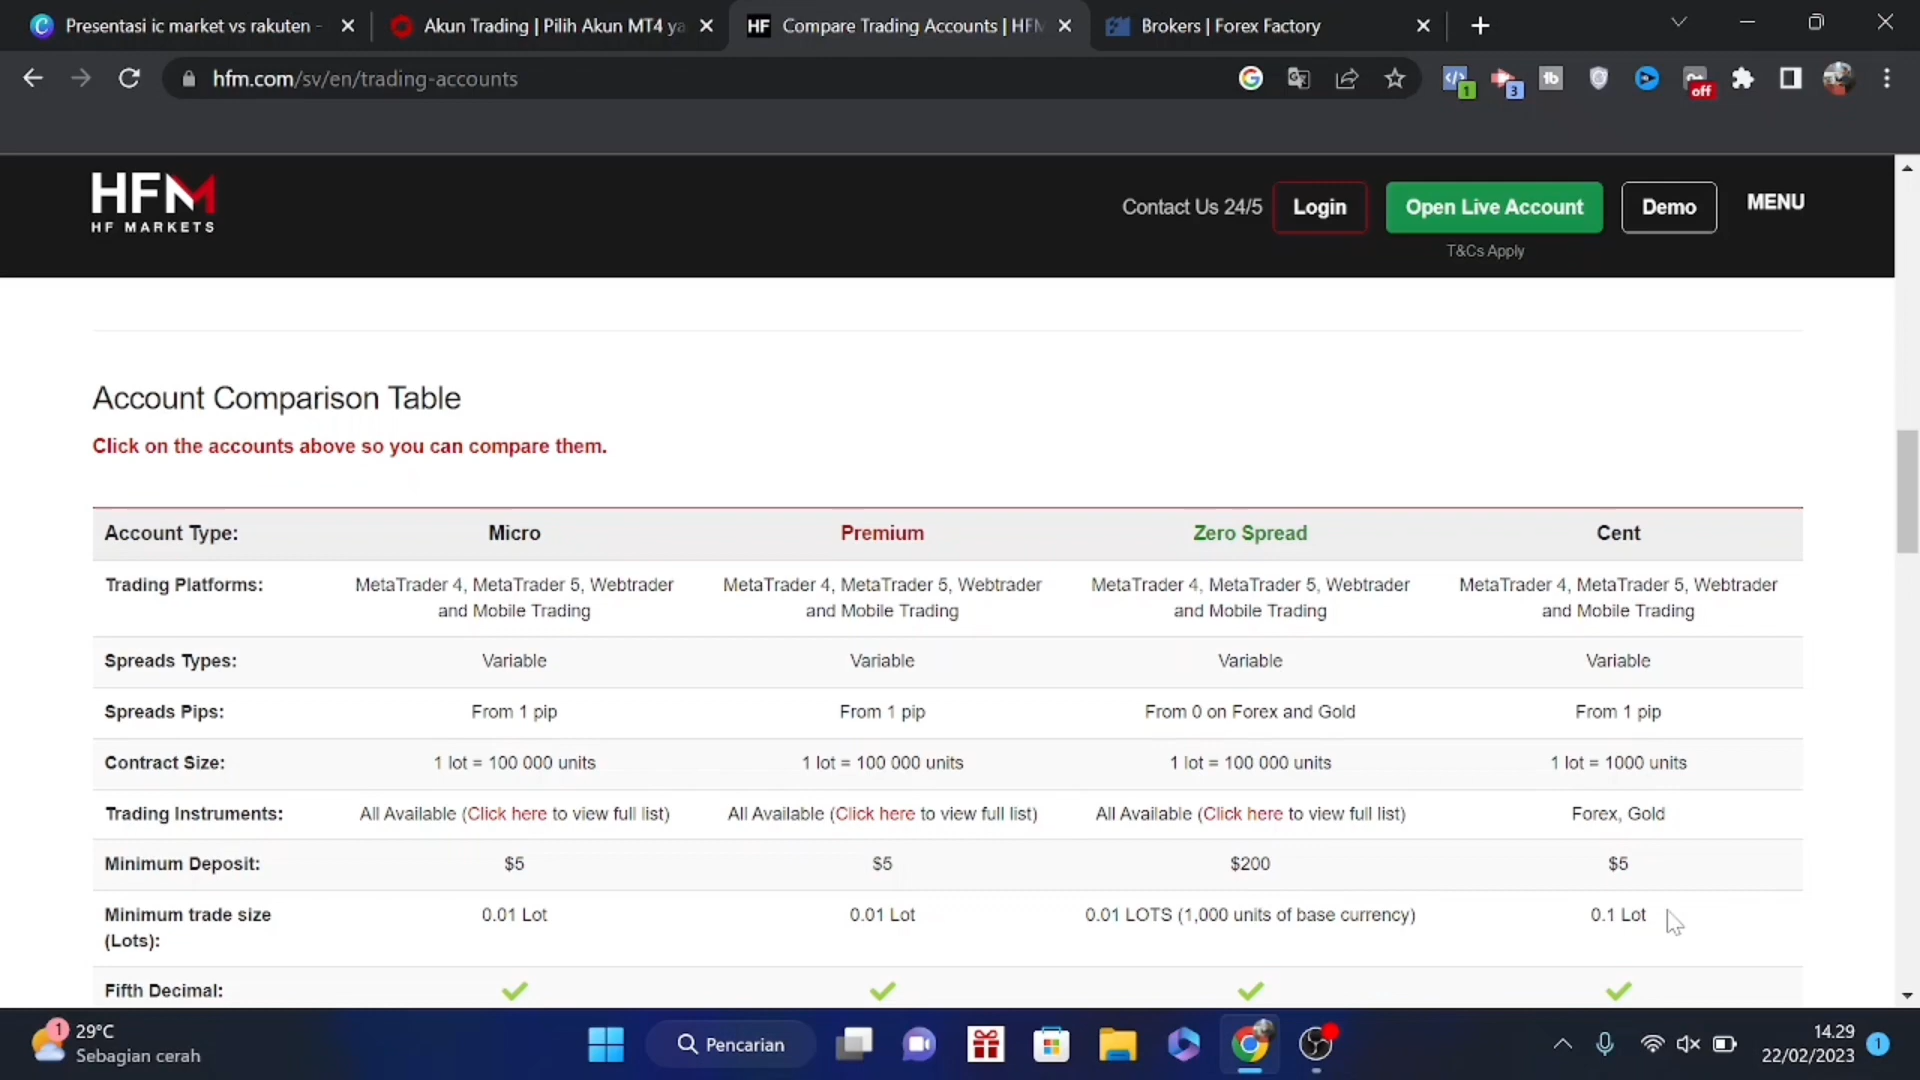 Presentasi ic market vs rakuten -
Akun Trading | Pilih Akun MT4 ya
HF Compare Trading Accounts | HFM
Brokers | Forex Factory
hfm.com/sv/en/trading-accounts
1
3
tb
off
HFM
HF MARKETS
Contact Us 24/5
Login
Open Live Account
Demo
MENU
T&Cs Apply
Account Comparison Table
Click on the accounts above so you can compare them.
Account Type: Micro Premium Zero Spread Cent
Trading Platforms: MetaTrader 4, MetaTrader 5, Webtrader MetaTrader 4, MetaTrader 5, Webtrader MetaTrader 4, MetaTrader 5, Webtrader MetaTrader 4, MetaTrader 5, Webtrader
and Mobile Trading and Mobile Trading and Mobile Trading and Mobile Trading
Spreads Types: Variable Variable Variable Variable
Spreads Pips: From 1 pip From 1 pip From 0 on Forex and Gold From 1 pip
Contract Size: 1 lot = 100 000 units 1 lot = 100 000 units 1 lot = 100 000 units 1 lot = 1000 units
Trading Instruments: All Available (Click here to view full list) All Available (Click here to view full list) All Available (Click here to view full list) Forex, Gold
Minimum Deposit: $5 $5 $200 $5
Minimum trade size 0.01 Lot 0.01 Lot 0.01 LOTS (1,000 units of base currency) 0.1 Lot
(Lots):
Fifth Decimal:
1
29°C
Sebagian cerah
Pencarian
14.29
22/02/2023
1